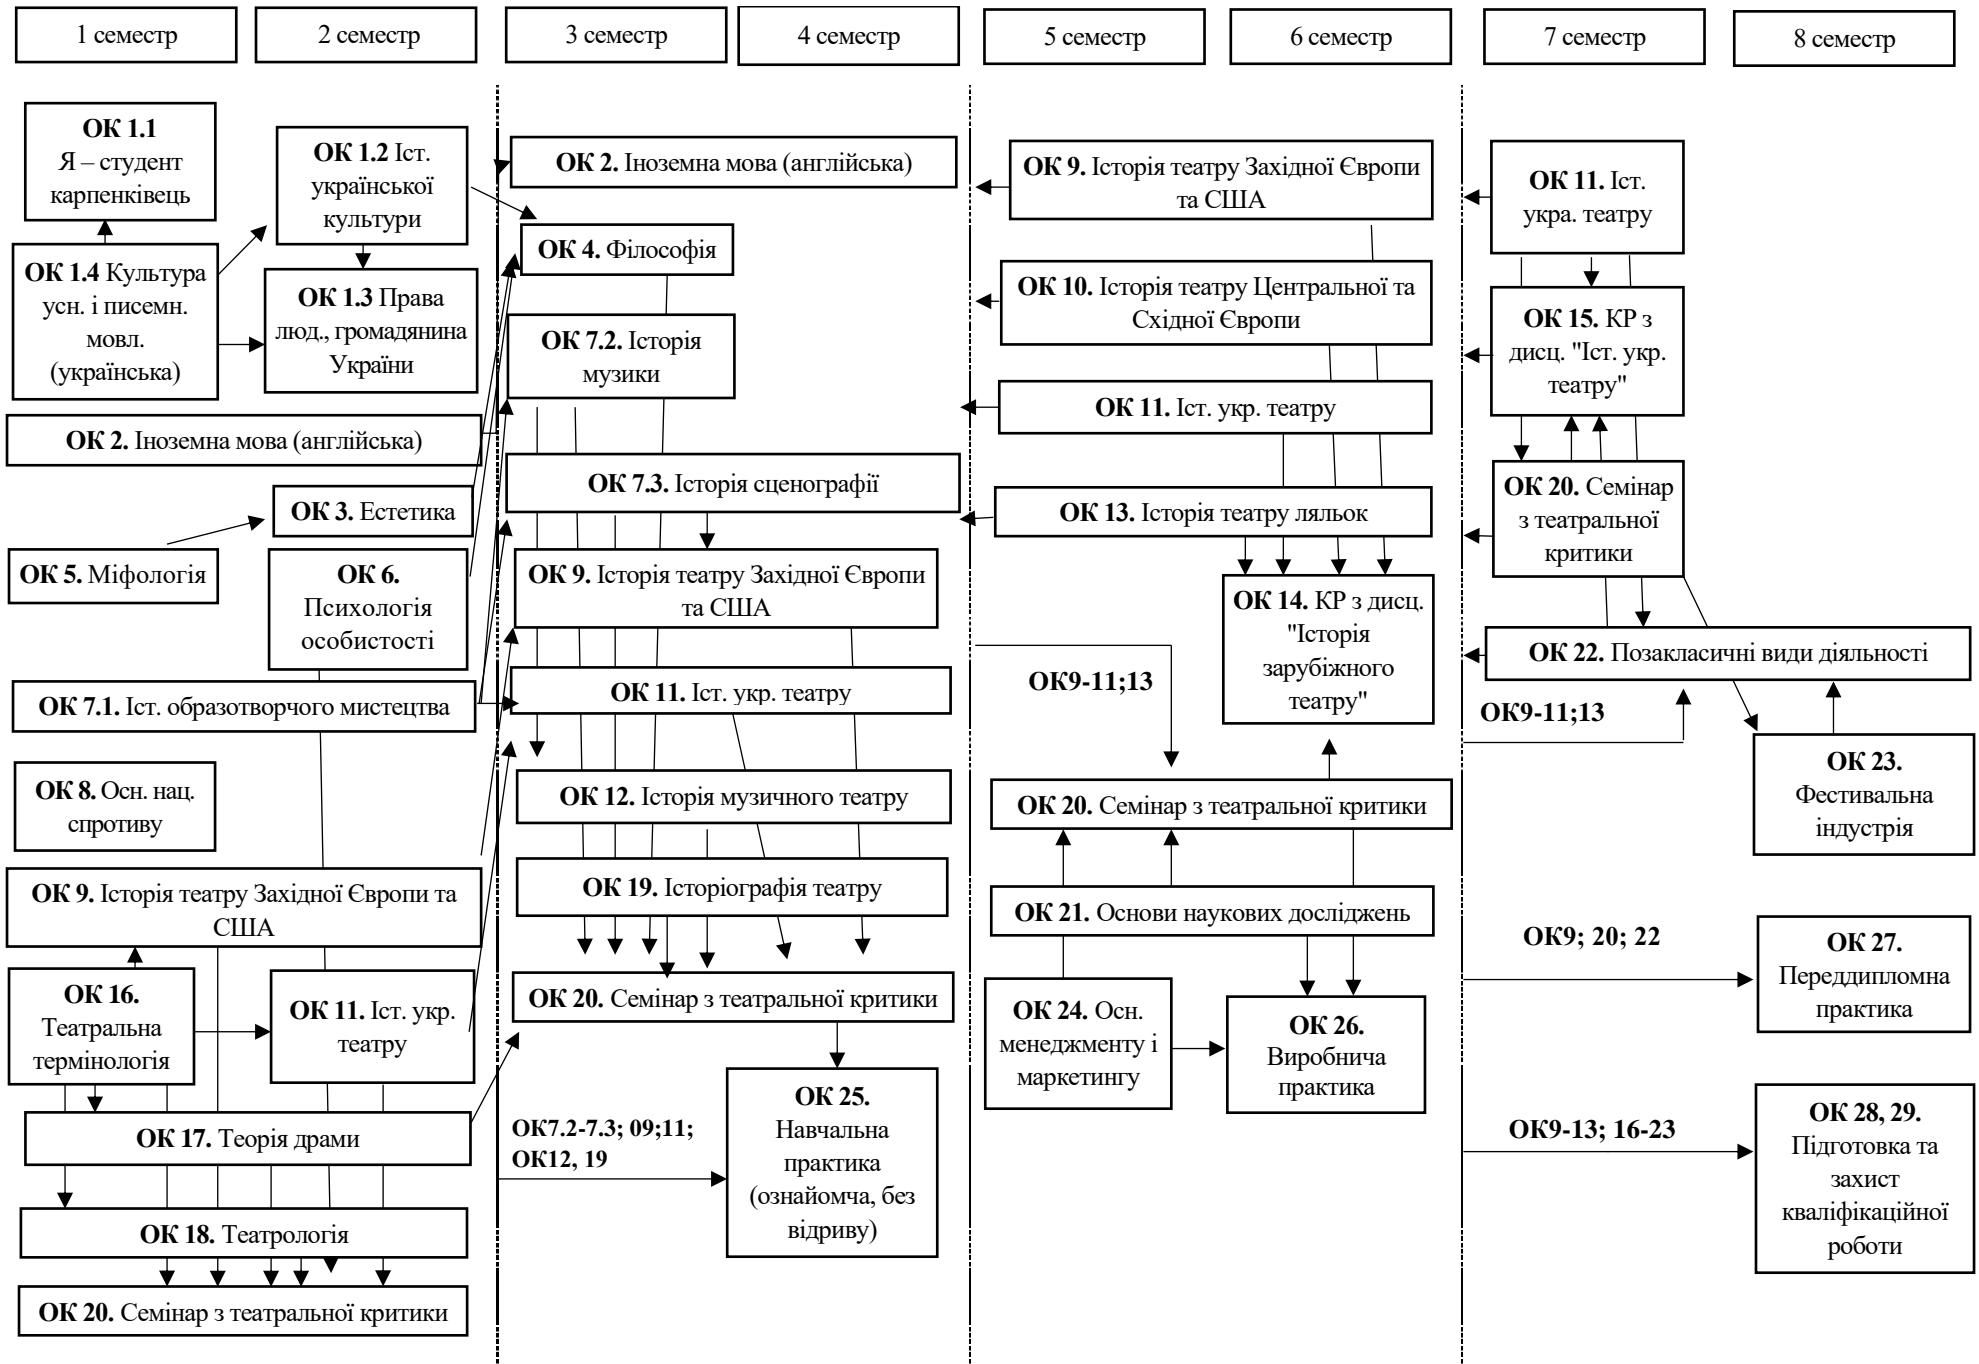 1 семестр
2 семестр
3 семестр
4 семестр
5 семестр
6 семестр
7 семестр
8 семестр
ОК 1.1
Я – студент
карпенківець
ОК 1.2 Іст.
української
культури
ОК 1.4 Культура
усн. і писемн.
мовл.
(українська)
ОК 1.3 Права
люд., громадянина
України
ОК 2. Іноземна мова (англійська)
ОК 3. Естетика
ОК 5. Міфологія
ОК 6.
Психологія
особистості
ОК 7.1. Іст. образотворчого мистецтва
ОК 8. Осн. нац.
спротиву
ОК 9. Історія театру Західної Європи та
США
ОК 16.
Театральна
термінологія
ОК 11. Іст. укр.
театру
ОК 17. Теорія драми
ОК 18. Театрологія
ОК 20. Семінар з театральної критики
ОК 2. Іноземна мова (англійська)
ОК 4. Філософія
ОК 7.2. Історія
музики
ОК 7.3. Історія сценографії
ОК 9. Історія театру Західної Європи
та США
ОК 11. Іст. укр. театру
ОК 12. Історія музичного театру
ОК 19. Історіографія театру
ОК 20. Семінар з театральної критики
ОК7.2-7.3; 09;11;
ОК12, 19
ОК 25.
Навчальна
практика
(ознайомча, без
відриву)
ОК 9. Історія театру Західної Європи
та США
ОК 10. Історія театру Центральної та
Східної Європи
ОК 11. Іст. укр. театру
ОК 13. Історія театру ляльок
ОК 14. КР з дисц.
"Історія
зарубіжного
театру"
ОК9-11;13
ОК 20. Семінар з театральної критики
ОК 21. Основи наукових досліджень
ОК 24. Осн.
менеджменту і
маркетингу
ОК 26.
Виробнича
практика
ОК 11. Іст.
укра. театру
ОК 15. КР з
дисц. "Іст. укр.
театру"
ОК 20. Семінар
з театральної
критики
ОК 22. Позакласичні види діяльності
ОК9-11;13
ОК 23.
Фестивальна
індустрія
ОК9; 20; 22
ОК 27.
Переддипломна
практика
ОК9-13; 16-23
ОК 28, 29.
Підготовка та
захист
кваліфікаційної
роботи